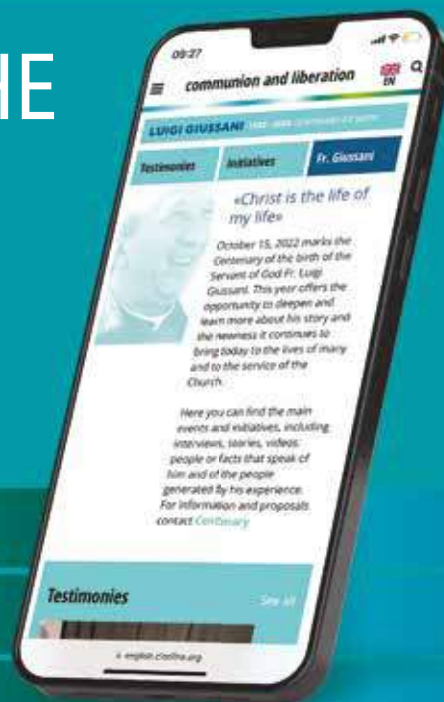 HE
09:27
communion and liberation
EN
LUIGI GIUSSANI
Testimonies
Initiatives
Fr. Giussani
«Christ is the life of
my life»
October 15, 2022 marks the
Centenary of the birth of the
Servant of God Fr. Luigi
Giussani. This year offers the
opportunity to deepen and
learn more about his story and
the newness it continues to
bring today to the lives of many
and to the service of the
Church.
Here you can find the main
events and initiatives, including
interviews, stories, videos,
people or facts that speak of
him and of the people
generated by his experience.
For information and proposals
contact Centenary
Testimonies
See all
english.clonline.org